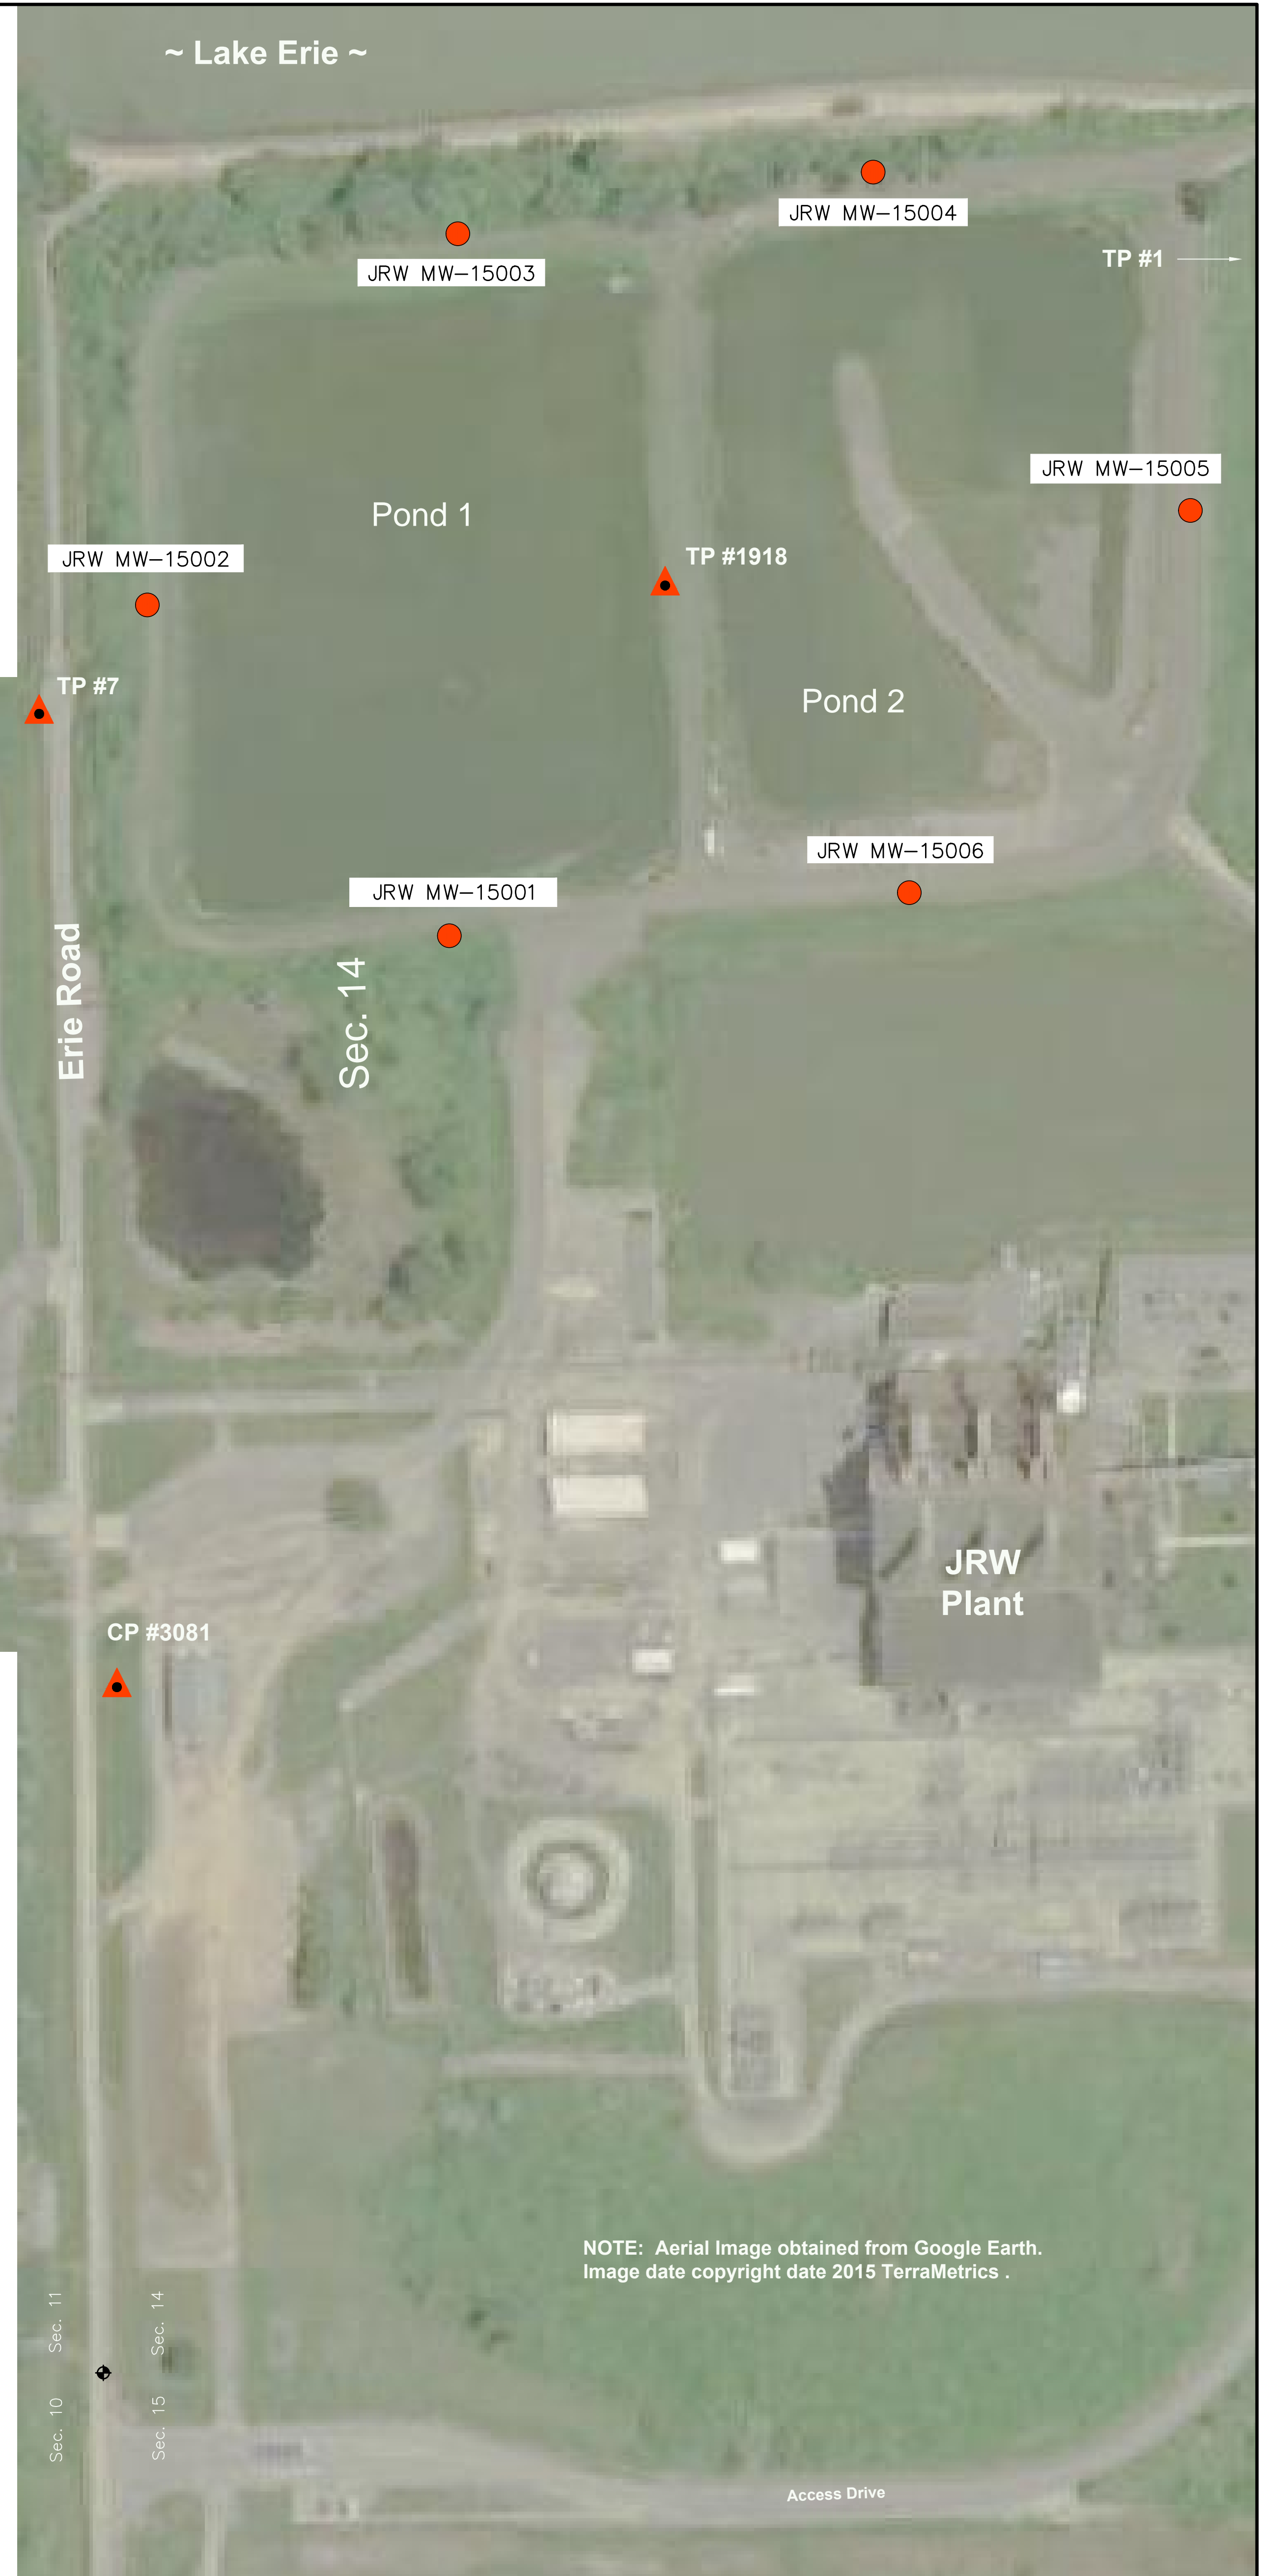 ~ Lake Erie ~
JRW MW-15004
TP #1
JRW MW-15003
JRW MW-15005
Pond 1
JRW MW-15002
TP #1918
TP #7
Pond 2
JRW MW-15006
JRW MW-15001
Erie Road
Sec. 14
JRW
Plant
CP #3081
NOTE:  Aerial Image obtained from Google Earth.
Image date copyright date 2015 TerraMetrics .
Sec. 10 Sec. 11
Sec. 15 Sec. 14
Access Drive